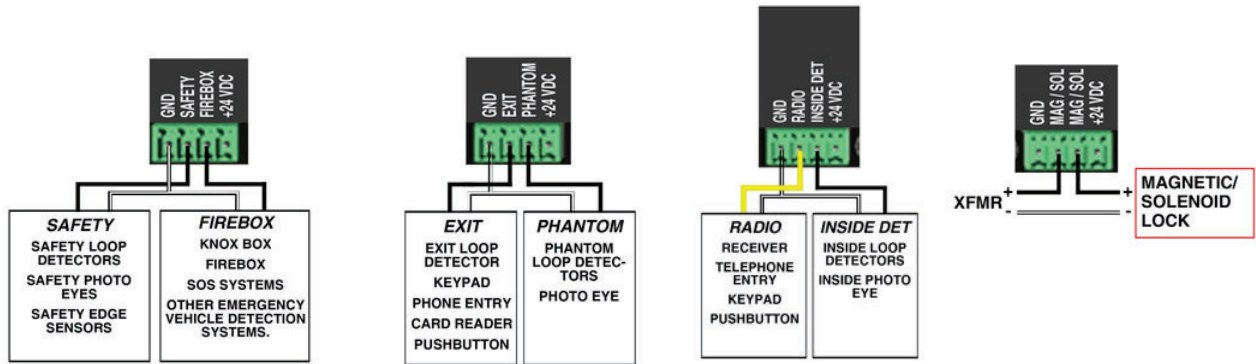 GND
SAFETY
FIREBOX
+24 VDC
SAFETY
SAFETY LOOP
DETECTORS
SAFETY PHOTO
EYES
SAFETY EDGE
SENSORS
FIREBOX
KNOX BOX
FIREBOX
SOS SYSTEMS
OTHER EMERGENCY
VEHICLE DETECTION
SYSTEMS.
GND
EXIT
PHANTOM
+24 VDC
EXIT
EXIT LOOP
DETECTOR
KEYPAD
PHONE ENTRY
CARD READER
PUSHBUTTON
PHANTOM
PHANTOM
LOOP DETEC-
TORS
PHOTO EYE
GND
RADIO
INSIDE DET
+24 VDC
RADIO
RECEIVER
TELEPHONE
ENTRY
KEYPAD
PUSHBUTTON
INSIDE DET
INSIDE LOOP
DETECTORS
INSIDE PHOTO
EYE
GND
MAG / SOL
MAG / SOL
+24 VDC
XFMR
+
-
+
-
MAGNETIC/
SOLENOID
LOCK